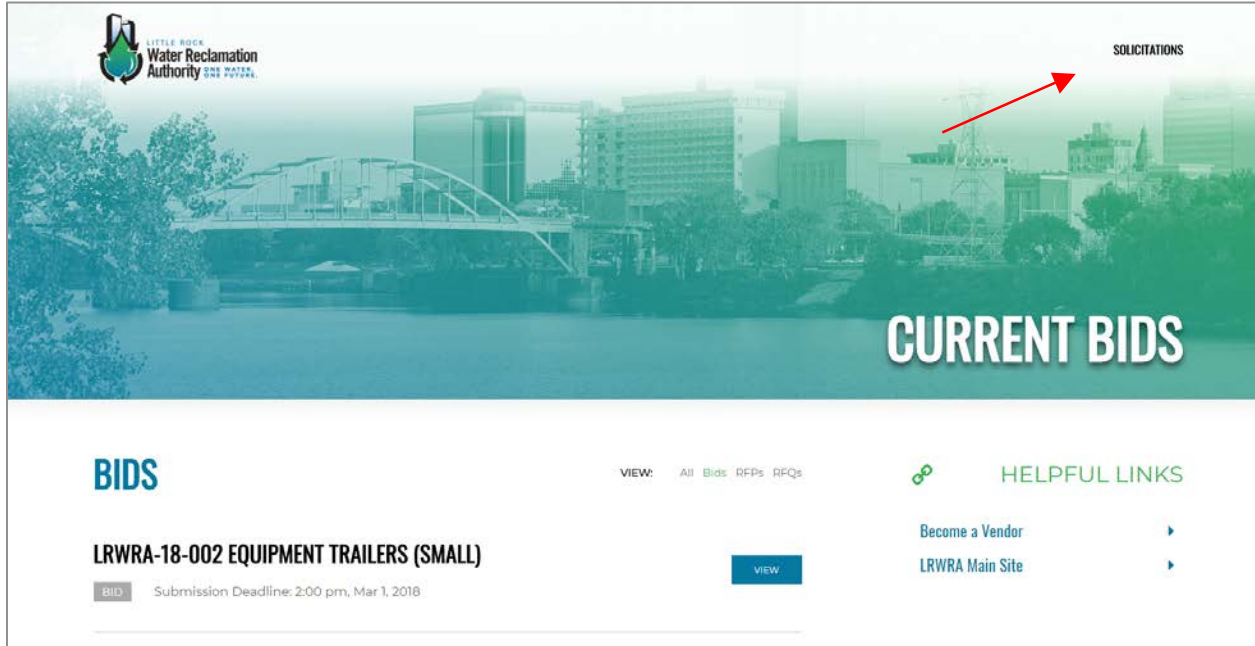 LITTLE ROCK
Water Reclamation
Authority ONE WATER.
ONE FUTURE.
SOLICITATIONS
CURRENT BIDS
BIDS
VIEW: All Bids RFPs RFQs
HELPFUL LINKS
Become a Vendor
LRWRA Main Site
LRWRA-18-002 EQUIPMENT TRAILERS (SMALL)
VIEW
BID Submission Deadline: 2:00 pm, Mar 1, 2018